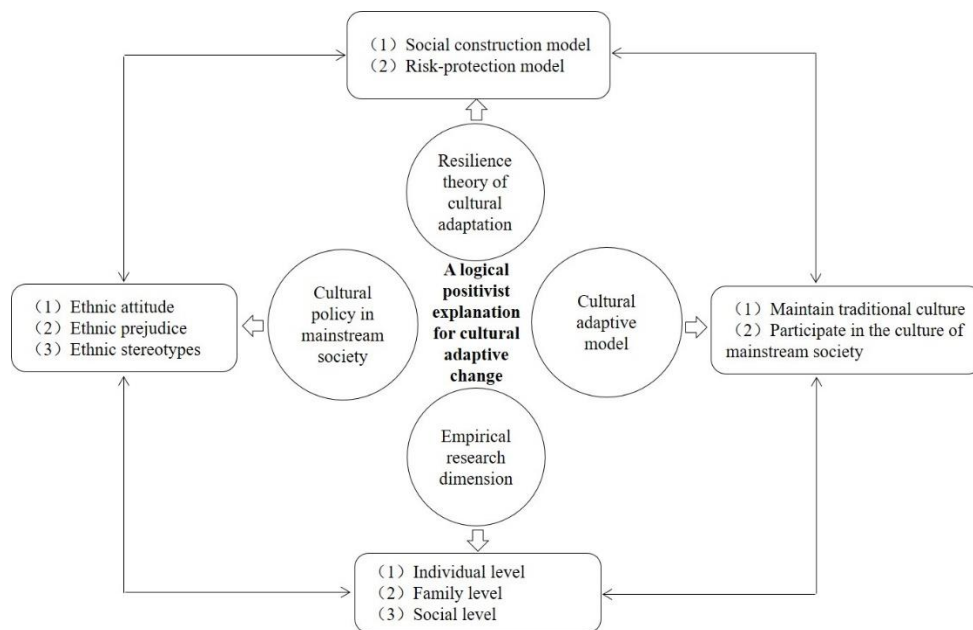 （1）Social construction model
（2）Risk-protection model
Resilience
theory of
cultural
adaptation
（1）Ethnic attitude
（2）Ethnic prejudice
（3）Ethnic stereotypes
Cultural
policy in
mainstream
society
A logical
positivist
explanation
for cultural
adaptive
change
Cultural
adaptive
model
（1）Maintain traditional culture
（2）Participate in the culture of
mainstream society
Empirical
research
dimension
（1）Individual level
（2）Family level
（3）Social level